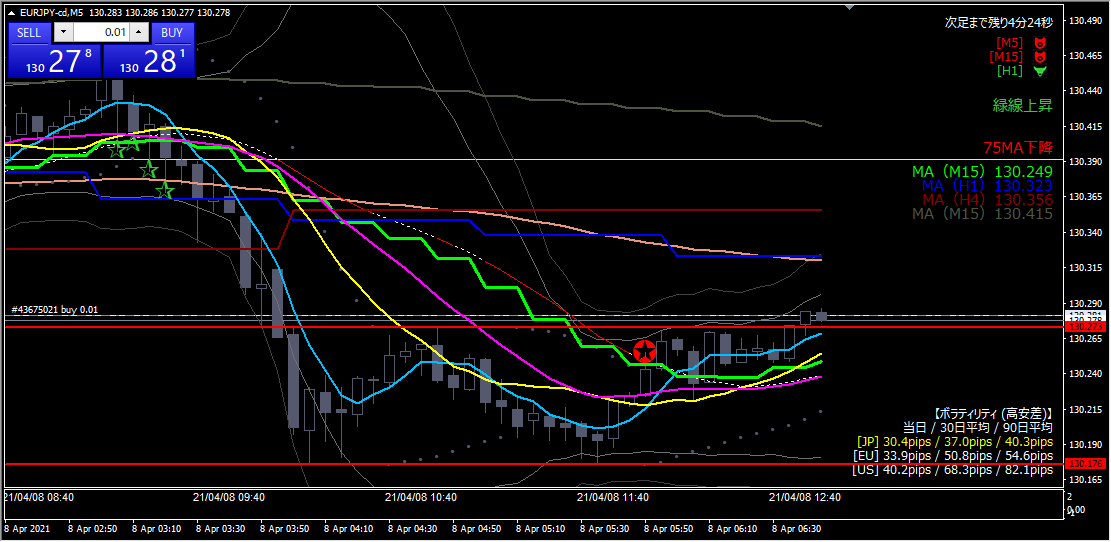 EURJPY-cd,M5 130.283 130.286 130.277 130.278
SELL
0.01
BUY
130 27 8
130 28 1
次足まで残り4分24秒
[M5]
[M15]
[H1]
緑線上昇
75MA下降
MA（M15）130.249
MA（H1）130.323
MA（H4）130.356
MA（M15）130.415
#43675021 buy 0.01
【ボラティリティ(高安差)】
当日 / 30日平均 / 90日平均
[JP] 30.4pips / 37.0pips / 40.3pips
[EU] 33.9pips / 50.8pips / 54.6pips
[US] 40.2pips / 68.3pips / 82.1pips
130.490
130.465
130.440
130.415
130.390
130.365
130.340
130.315
130.290
130.281
130.278
130.273
130.265
130.240
130.215
130.190
130.176
130.165
21/04/08 08:40
21/04/08 09:40
21/04/08 10:40
21/04/08 11:40
21/04/08 12:40
2
0.00
8 Apr 2021
8 Apr 02:50
8 Apr 03:10
8 Apr 03:30
8 Apr 03:50
8 Apr 04:10
8 Apr 04:30
8 Apr 04:50
8 Apr 05:10
8 Apr 05:30
8 Apr 05:50
8 Apr 06:10
8 Apr 06:30